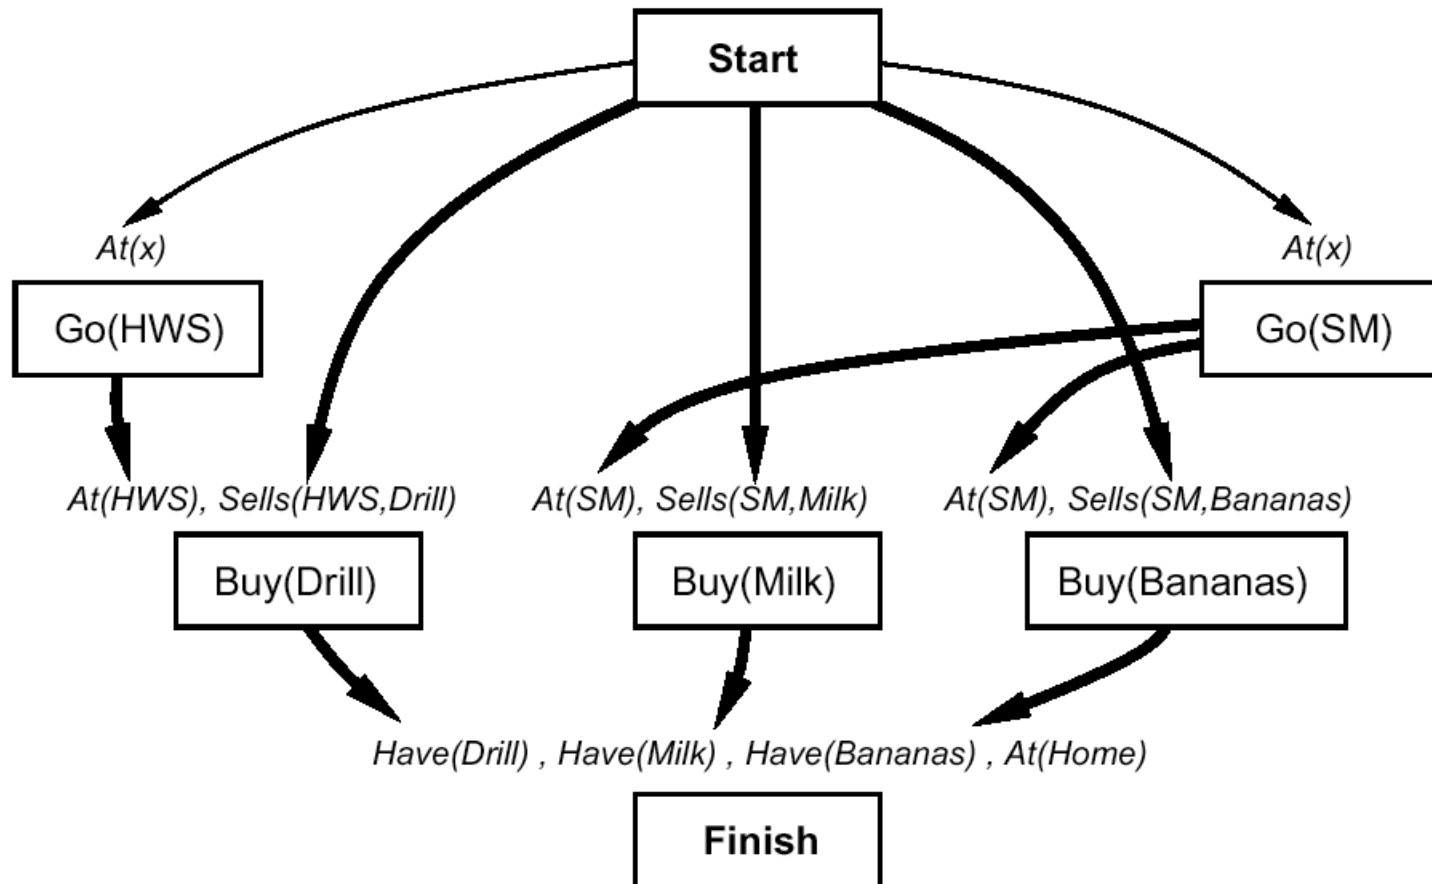 Start
At(x)
At(x)
Go(HWS)
Go(SM)
At(HWS), Sells(HWS,Drill)
At(SM), Sells(SM,Milk)
At(SM), Sells(SM,Bananas)
Buy(Drill)
Buy(Milk)
Buy(Bananas)
Have(Drill) , Have(Milk) , Have(Bananas) , At(Home)
Finish